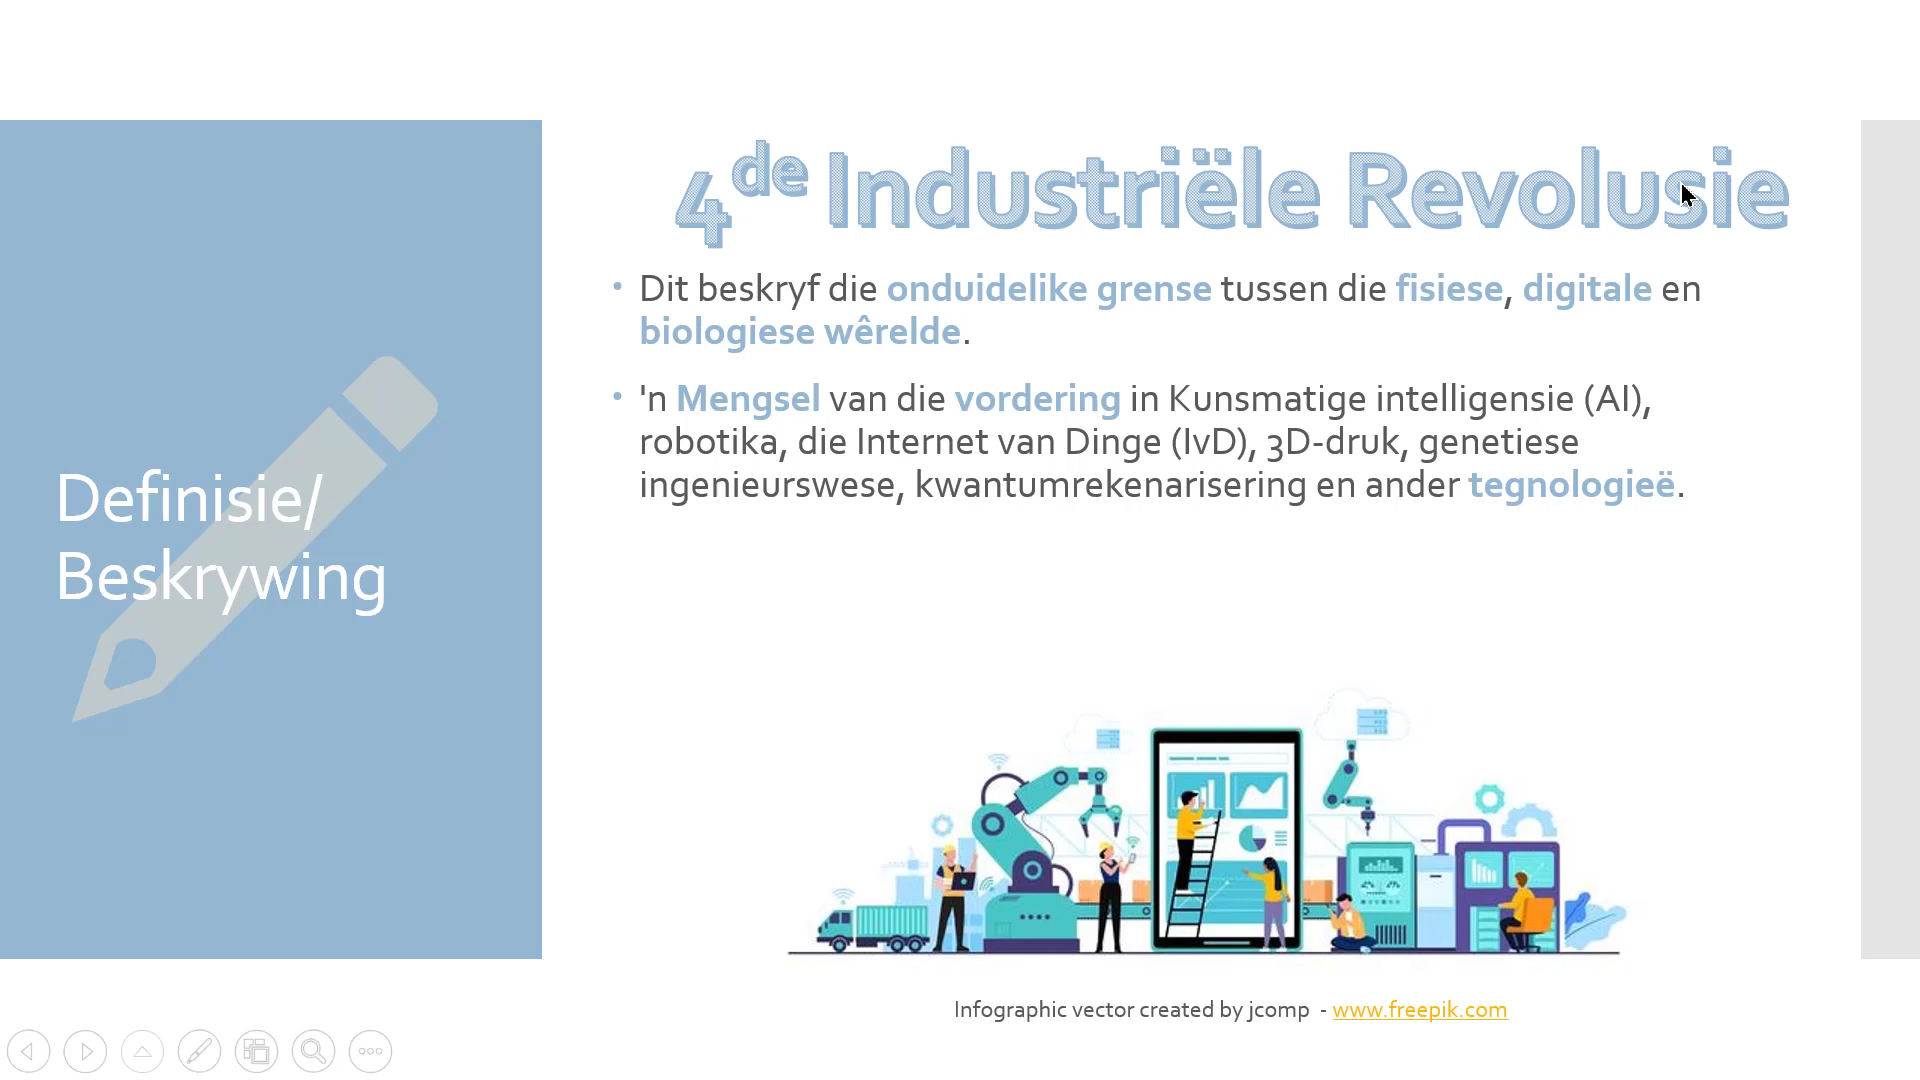 Definisie/
Beskrywing
4de Industriële Revolusie
• Dit beskryf die onduidelike grense tussen die fisiese, digitale en
biologiese wêrelde.
• 'n Mengsel van die vordering in Kunsmatige intelligensie (AI),
robotika, die Internet van Dinge (IvD), 3D-druk, genetiese
ingenieurswese, kwantumrekenarisering en ander tegnologieë.
Infographic vector created by jcomp - www.freepik.com